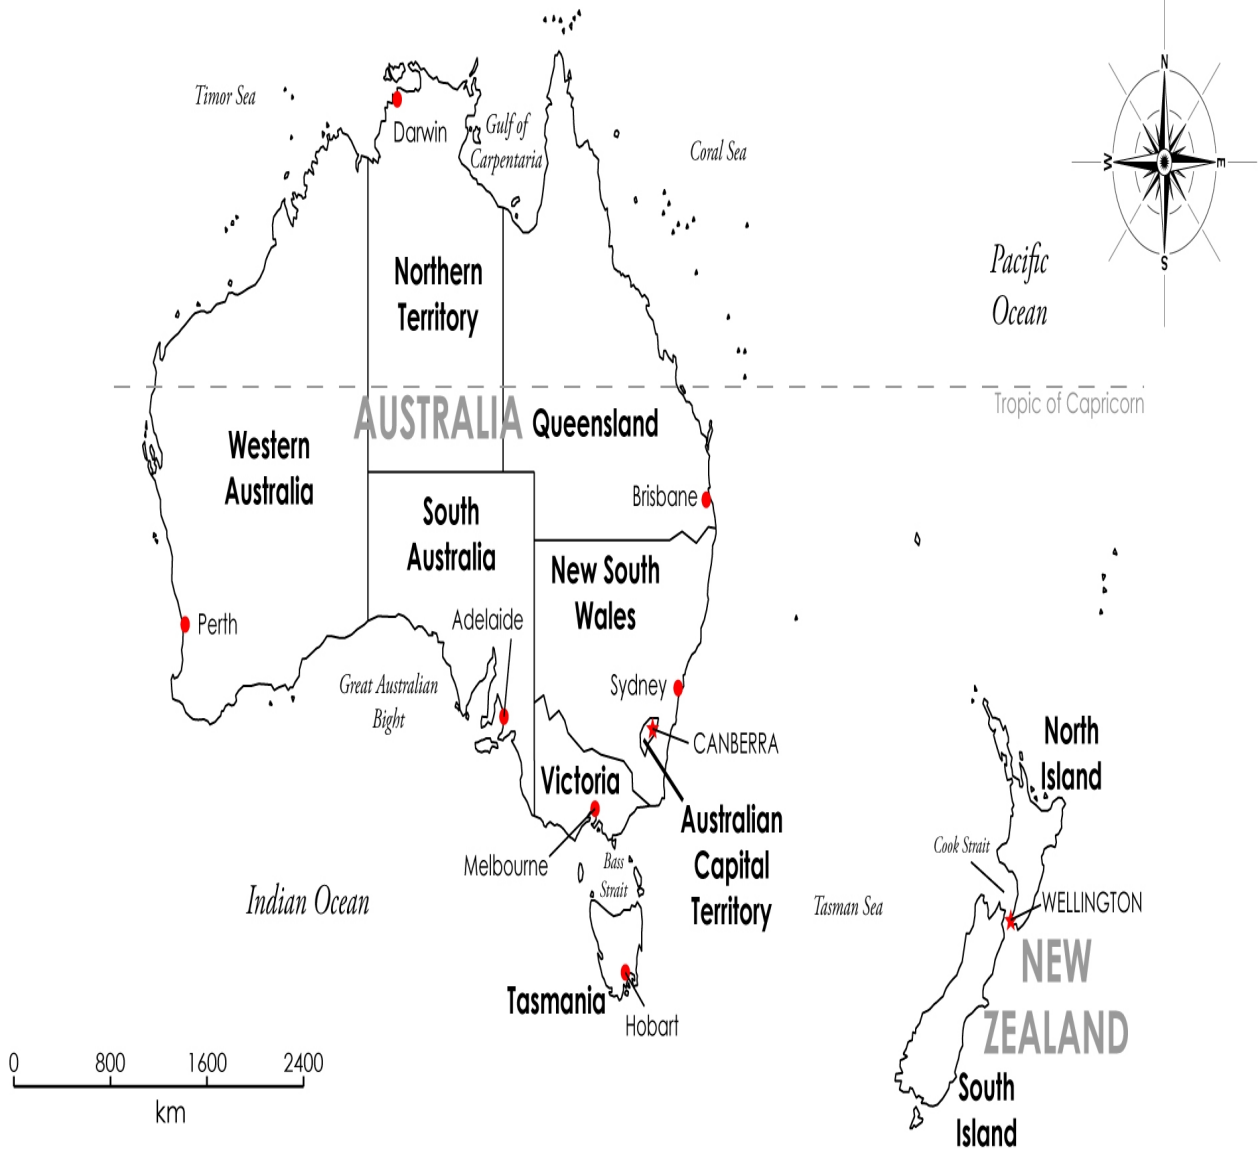 N
W
E
S
Timor Sea
Darwin
Gulf of
Carpentaria
Coral Sea
Pacific
Ocean
Northern
Territory
Tropic of Capricorn
AUSTRALIA
Queensland
Western
Australia
South
Australia
Brisbane
New South
Wales
Adelaide
Perth
Great Australian
Bight
Sydney
CANBERRA
North
Island
Victoria
Australian
Capital
Territory
Melbourne
Bass
Strait
Cook Strait
Indian Ocean
Tasman Sea
WELLINGTON
NEW
ZEALAND
Tasmania
Hobart
0 800 1600 2400
km
South
Island